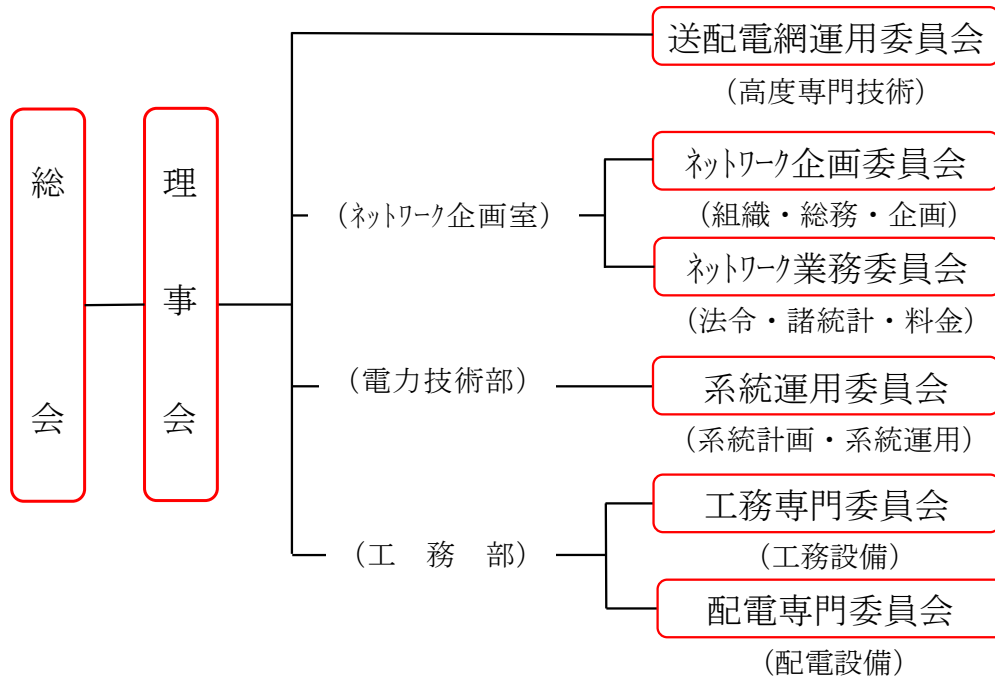 総会
理事会
送配電網運用委員会
(高度専門技術)
(ﾈｯﾄﾜｰｸ企画室)
ﾈｯﾄﾜｰｸ企画委員会
(組織・総務・企画)
ﾈｯﾄﾜｰｸ業務委員会
(法令・諸統計・料金)
(電力技術部)
系統運用委員会
(系統計画・系統運用)
(工　務　部)
工務専門委員会
(工務設備)
配電専門委員会
(配電設備)